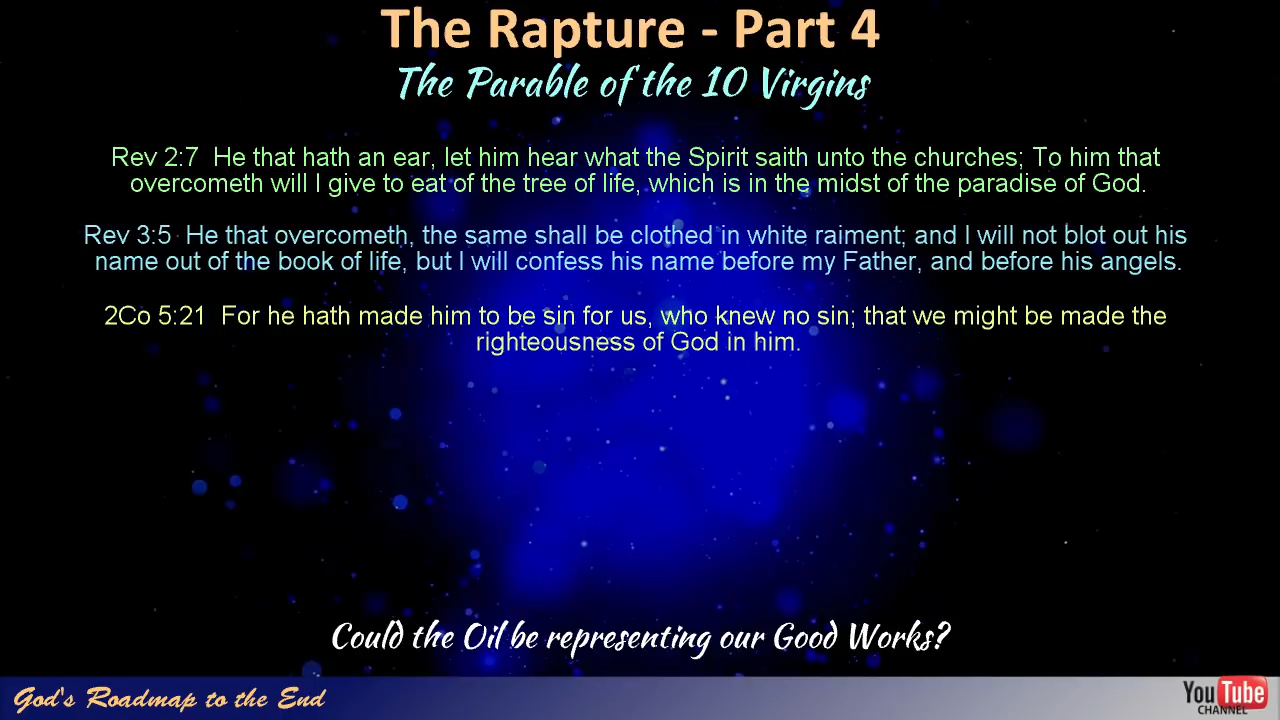 The Rapture - Part 4
The Parable of the 10 Virgins
Rev 2:7  He that hath an ear, let him hear what the Spirit saith unto the churches; To him that
overcometh will I give to eat of the tree of life, which is in the midst of the paradise of God.
Rev 3:5  He that overcometh, the same shall be clothed in white raiment; and I will not blot out his
name out of the book of life, but I will confess his name before my Father, and before his angels.
2Co 5:21  For he hath made him to be sin for us, who knew no sin; that we might be made the
righteousness of God in him.
Could the Oil be representing our Good Works?
God's Roadmap to the End
YouTube
CHANNEL